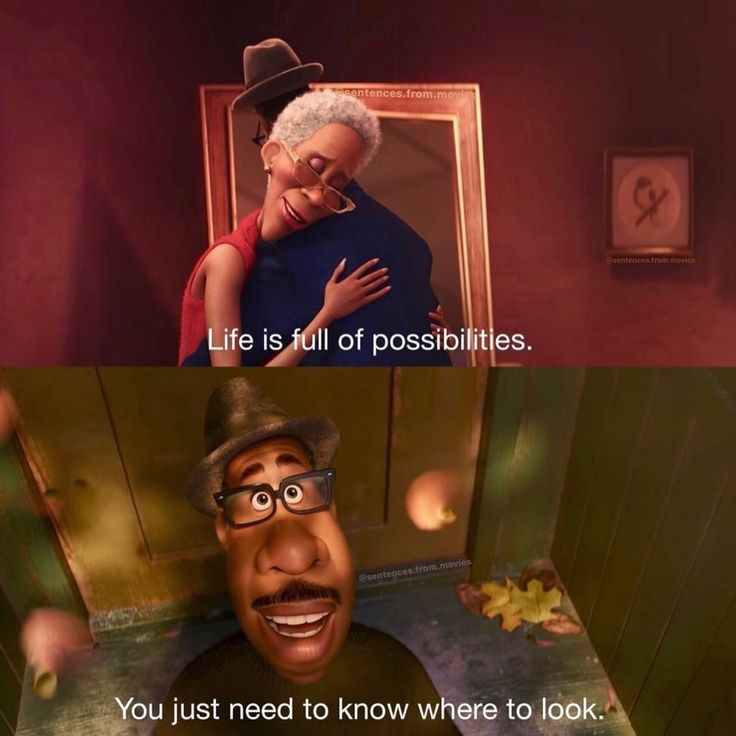 @sentences.from.movies
@sentences.from.movies
Life is full of possibilities.
@sentences.from.movies
You just need to know where to look.